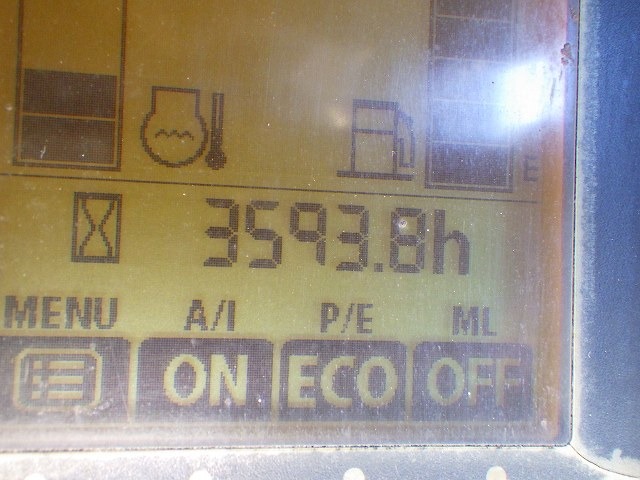 E
3593.8h
MENU A/I P/E ML
ON ECO OFF